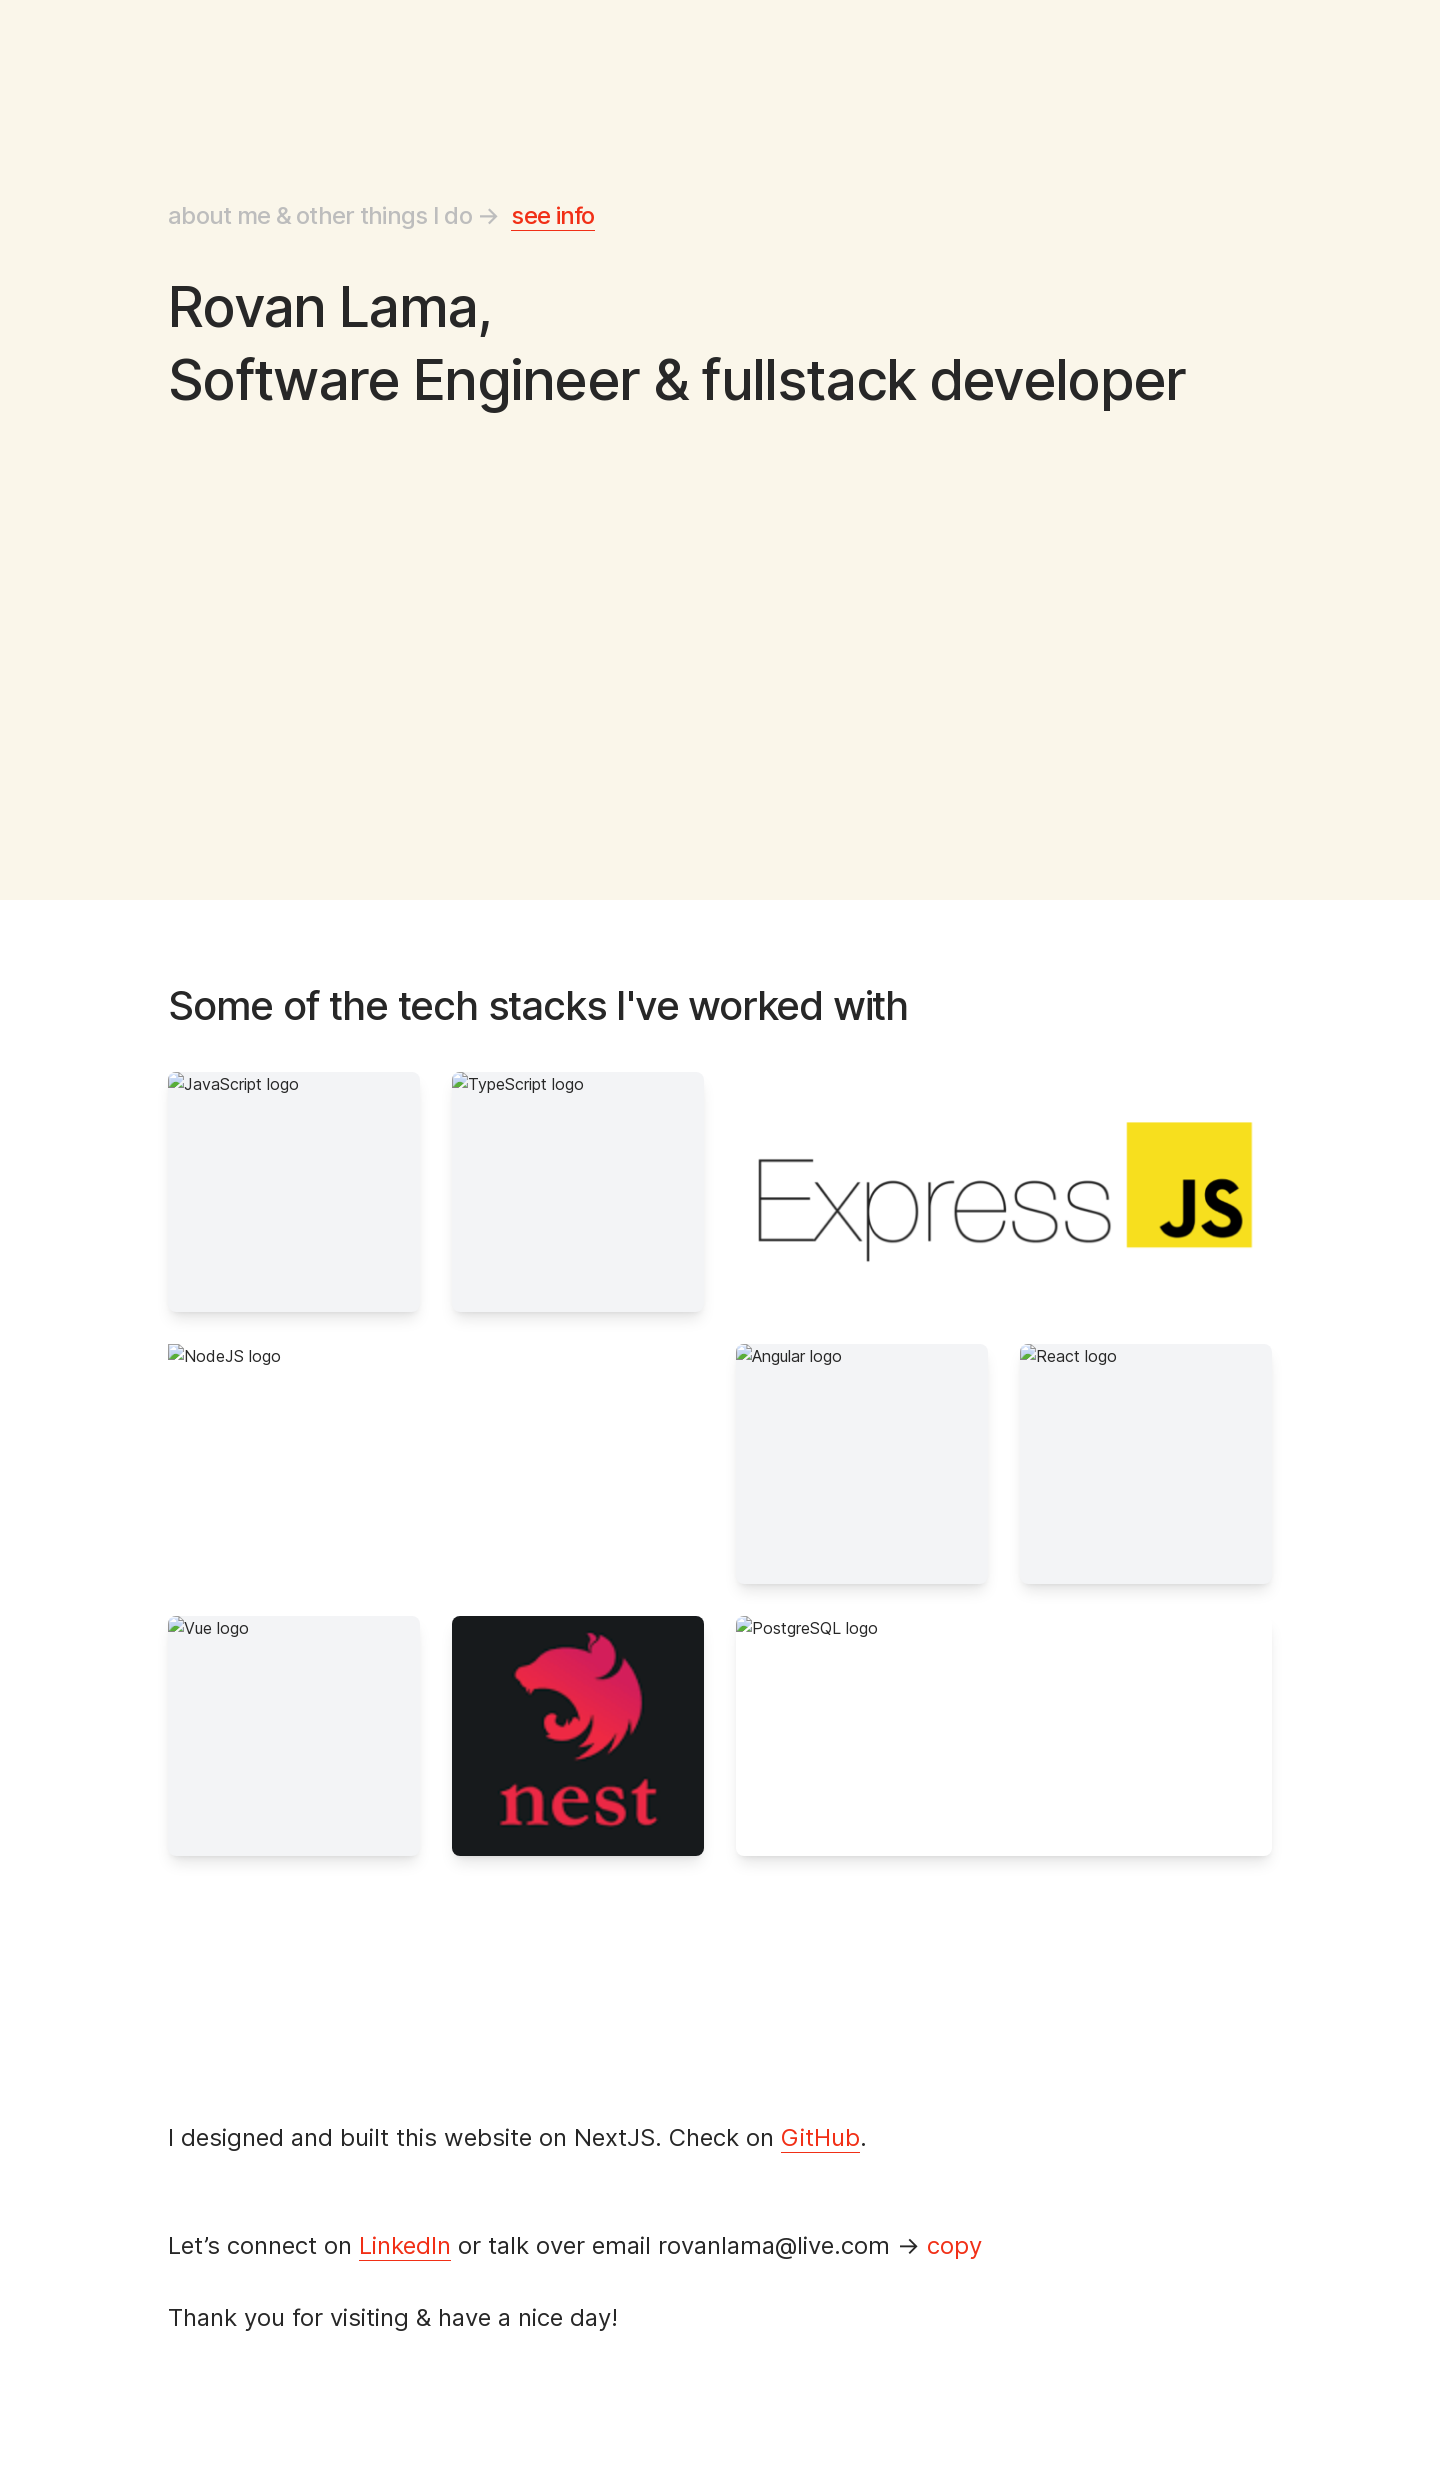 about me & other things I do → see info
Rovan Lama,
Software Engineer & fullstack developer
Some of the tech stacks I've worked with
JavaScript logo
TypeScript logo
Express JS
NodeJS logo
Angular logo
React logo
Vue logo
nest
PostgreSQL logo
I designed and built this website on NextJS. Check on GitHub.
Let’s connect on LinkedIn or talk over email rovanlama@live.com → copy
Thank you for visiting & have a nice day!